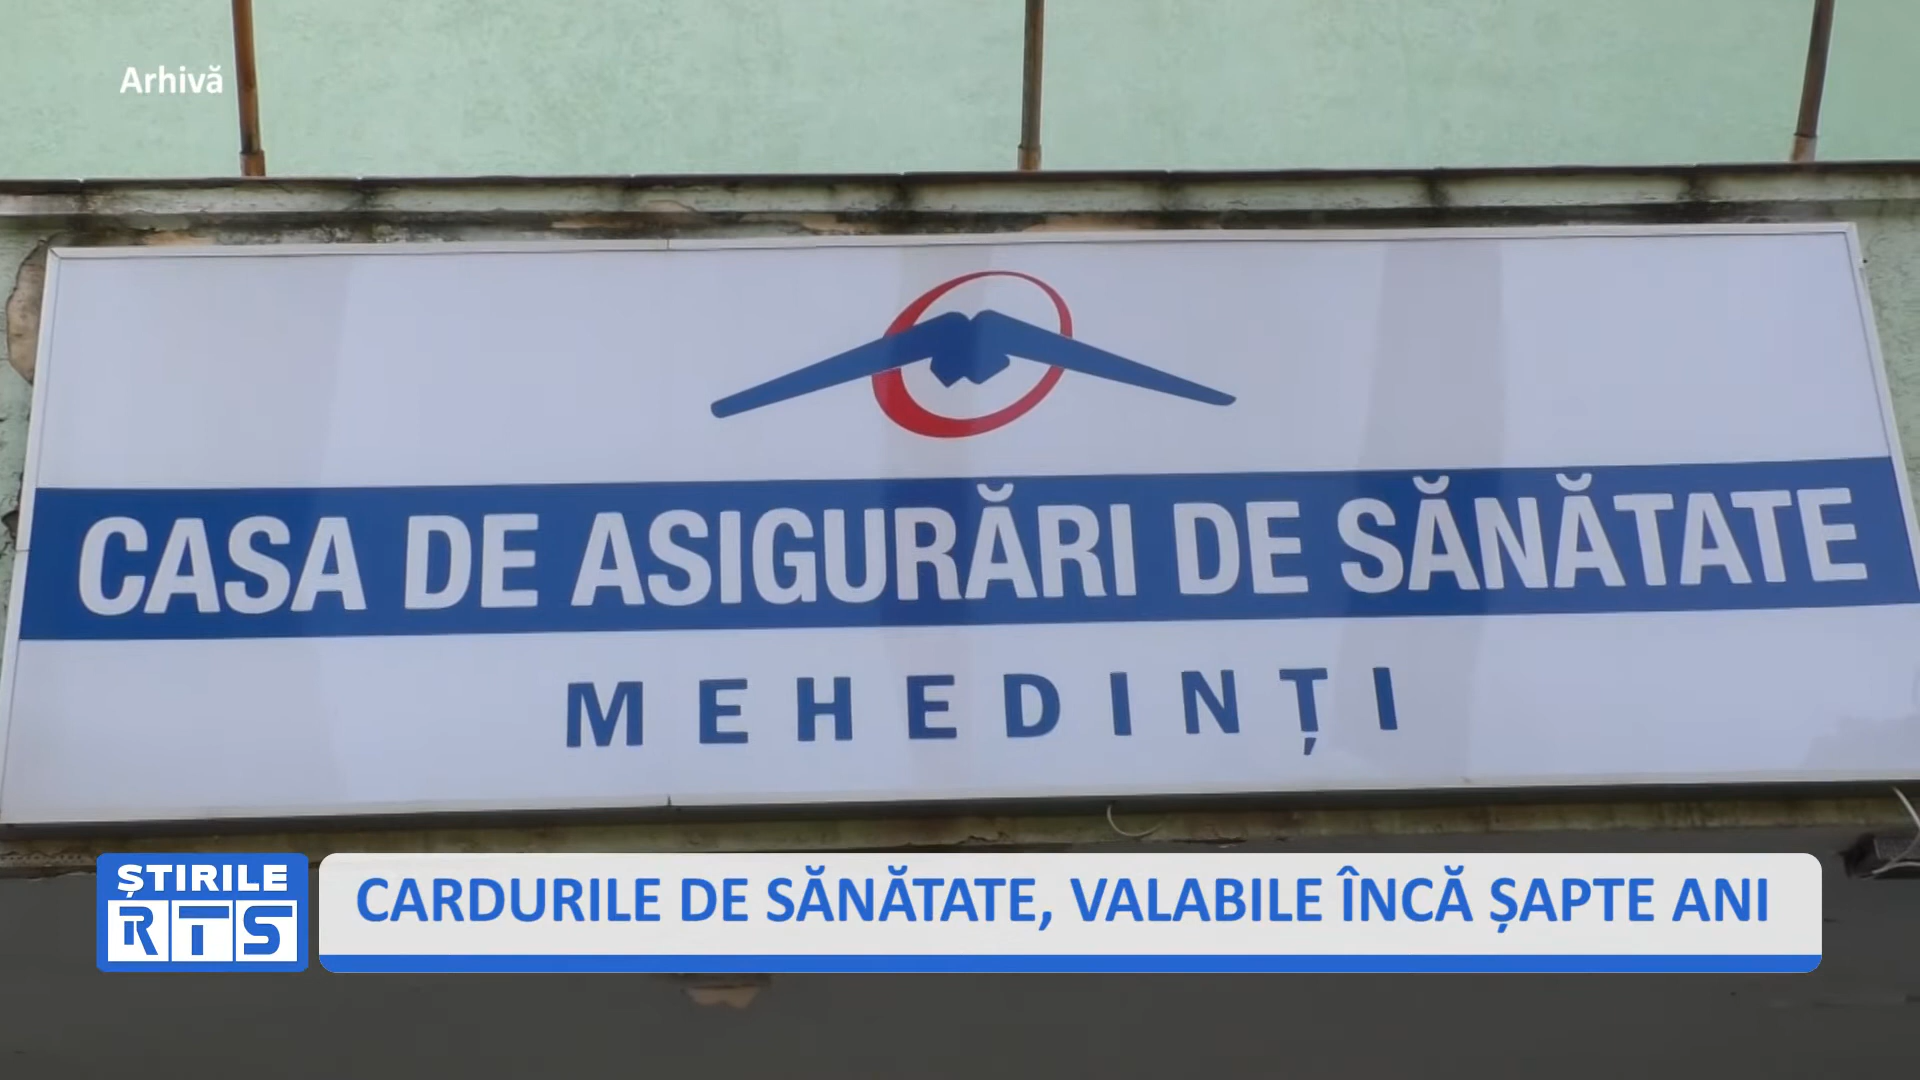 Arhivă
CASA DE ASIGURĂRI DE SĂNĂTATE
MEHEDINȚI
ȘTIRILE
RTS
CARDURILE DE SĂNĂTATE, VALABILE ÎNCĂ ȘAPTE ANI